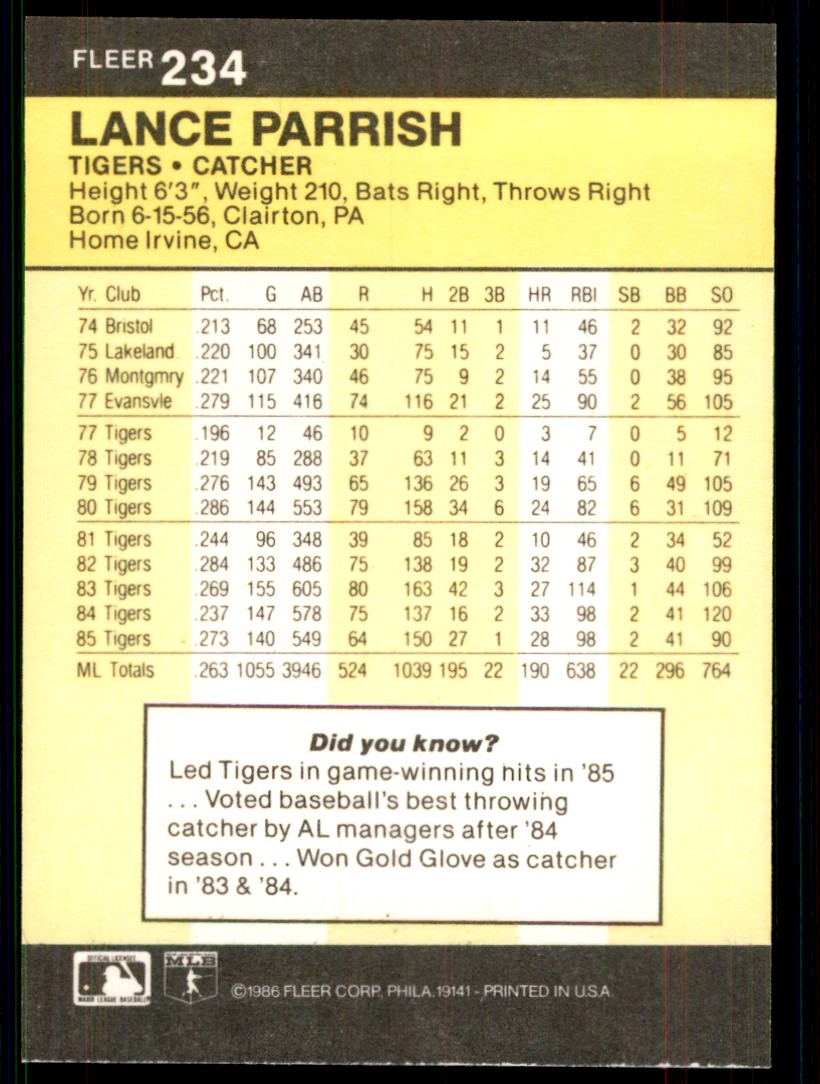 FLEER 234
LANCE PARRISH
TIGERS • CATCHER
Height 6'3", Weight 210, Bats Right, Throws Right
Born 6-15-56, Clairton, PA
Home Irvine, CA
Yr. Club Pct. G AB R H 2B 3B HR RBI SB BB SO
74 Bristol .213 68 253 45 54 11 1 11 46 2 32 92
75 Lakeland .220 100 341 30 75 15 2 5 37 0 30 85
76 Montgmry .221 107 340 46 75 9 2 14 55 0 38 95
77 Evansvle .279 115 416 74 116 21 2 25 90 2 56 105
77 Tigers .196 12 46 10 9 2 0 3 7 0 5 12
78 Tigers .219 85 288 37 63 11 3 14 41 0 11 71
79 Tigers .276 143 493 65 136 26 3 19 65 6 49 105
80 Tigers .286 144 553 79 158 34 6 24 82 6 31 109
81 Tigers .244 96 348 39 85 18 2 10 46 2 34 52
82 Tigers .284 133 486 75 138 19 2 32 87 3 40 99
83 Tigers .269 155 605 80 163 42 3 27 114 1 44 106
84 Tigers .237 147 578 75 137 16 2 33 98 2 41 120
85 Tigers .273 140 549 64 150 27 1 28 98 2 41 90
ML Totals .263 1055 3946 524 1039 195 22 190 638 22 296 764
Did you know?
Led Tigers in game-winning hits in '85
... Voted baseball's best throwing
catcher by AL managers after '84
season ... Won Gold Glove as catcher
in '83 & '84.
OFFICIAL LICENSEE
MAJOR LEAGUE BASEBALL
MLB
©1986 FLEER CORP., PHILA. 19141 - PRINTED IN U.S.A.